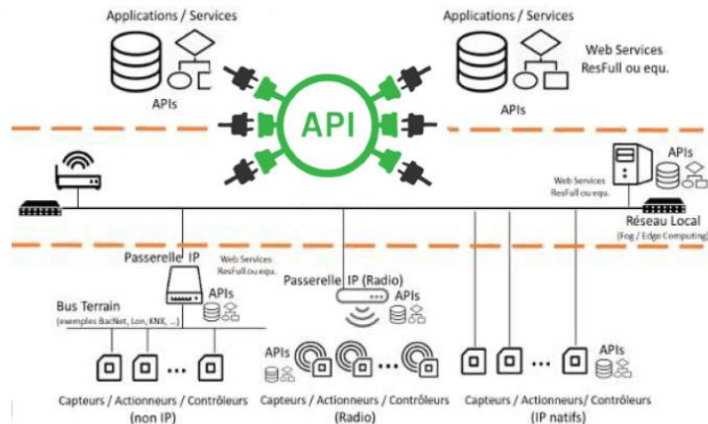 Applications / Services
Applications / Services
Web Services
ResFull ou equ.
API
APIs
APIs
APIs
Web Services
ResFull ou equ.
Réseau Local
(Fog / Edge Computing)
Passerelle IP
Web Services
ResFull ou equ.
Passerelle IP (Radio)
APIs
APIs
Bus Terrain
(exemples BacNet, Lon, KNX, ...)
...
APIs
...
...
APIs
Capteurs / Actionneurs / Contrôleurs
(non IP)
Capteurs / Actionneurs / Contrôleurs
(Radio)
Capteurs / Actionneurs/ Contrôleurs
(IP natifs)